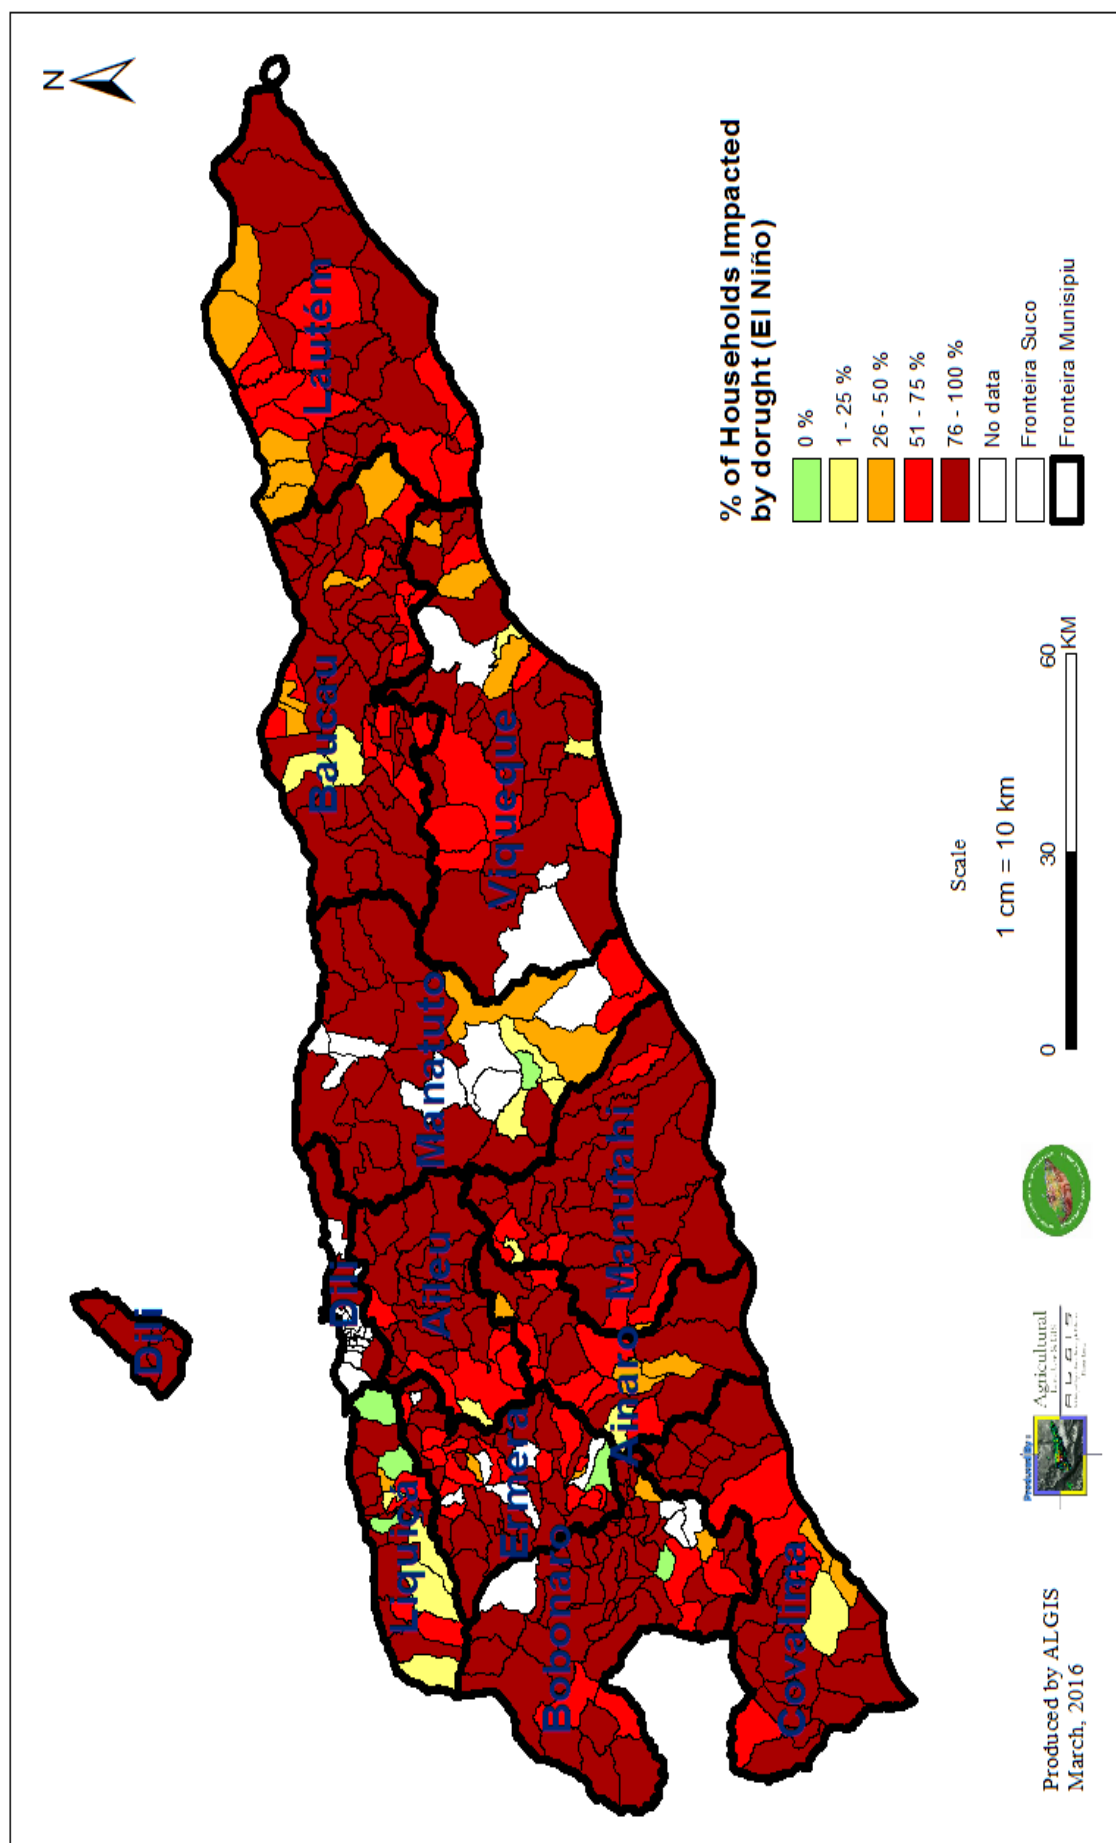 N
Dili
Lautém
Baucau
Viqueque
Manatuto
Dili
Aileu
Manufahi
Ainaro
Liquiça
Ermera
Bobonaro
Covalima
% of Households Impacted
by dorught (El Niño)
0 %
1 - 25 %
26 - 50 %
51 - 75 %
76 - 100 %
No data
Fronteira Suco
Fronteira Munisipiu
Scale
1 cm = 10 km
0 30 60
KM
Produced by ALGIS
March, 2016
Produced By :
Agricultural
A L G I S